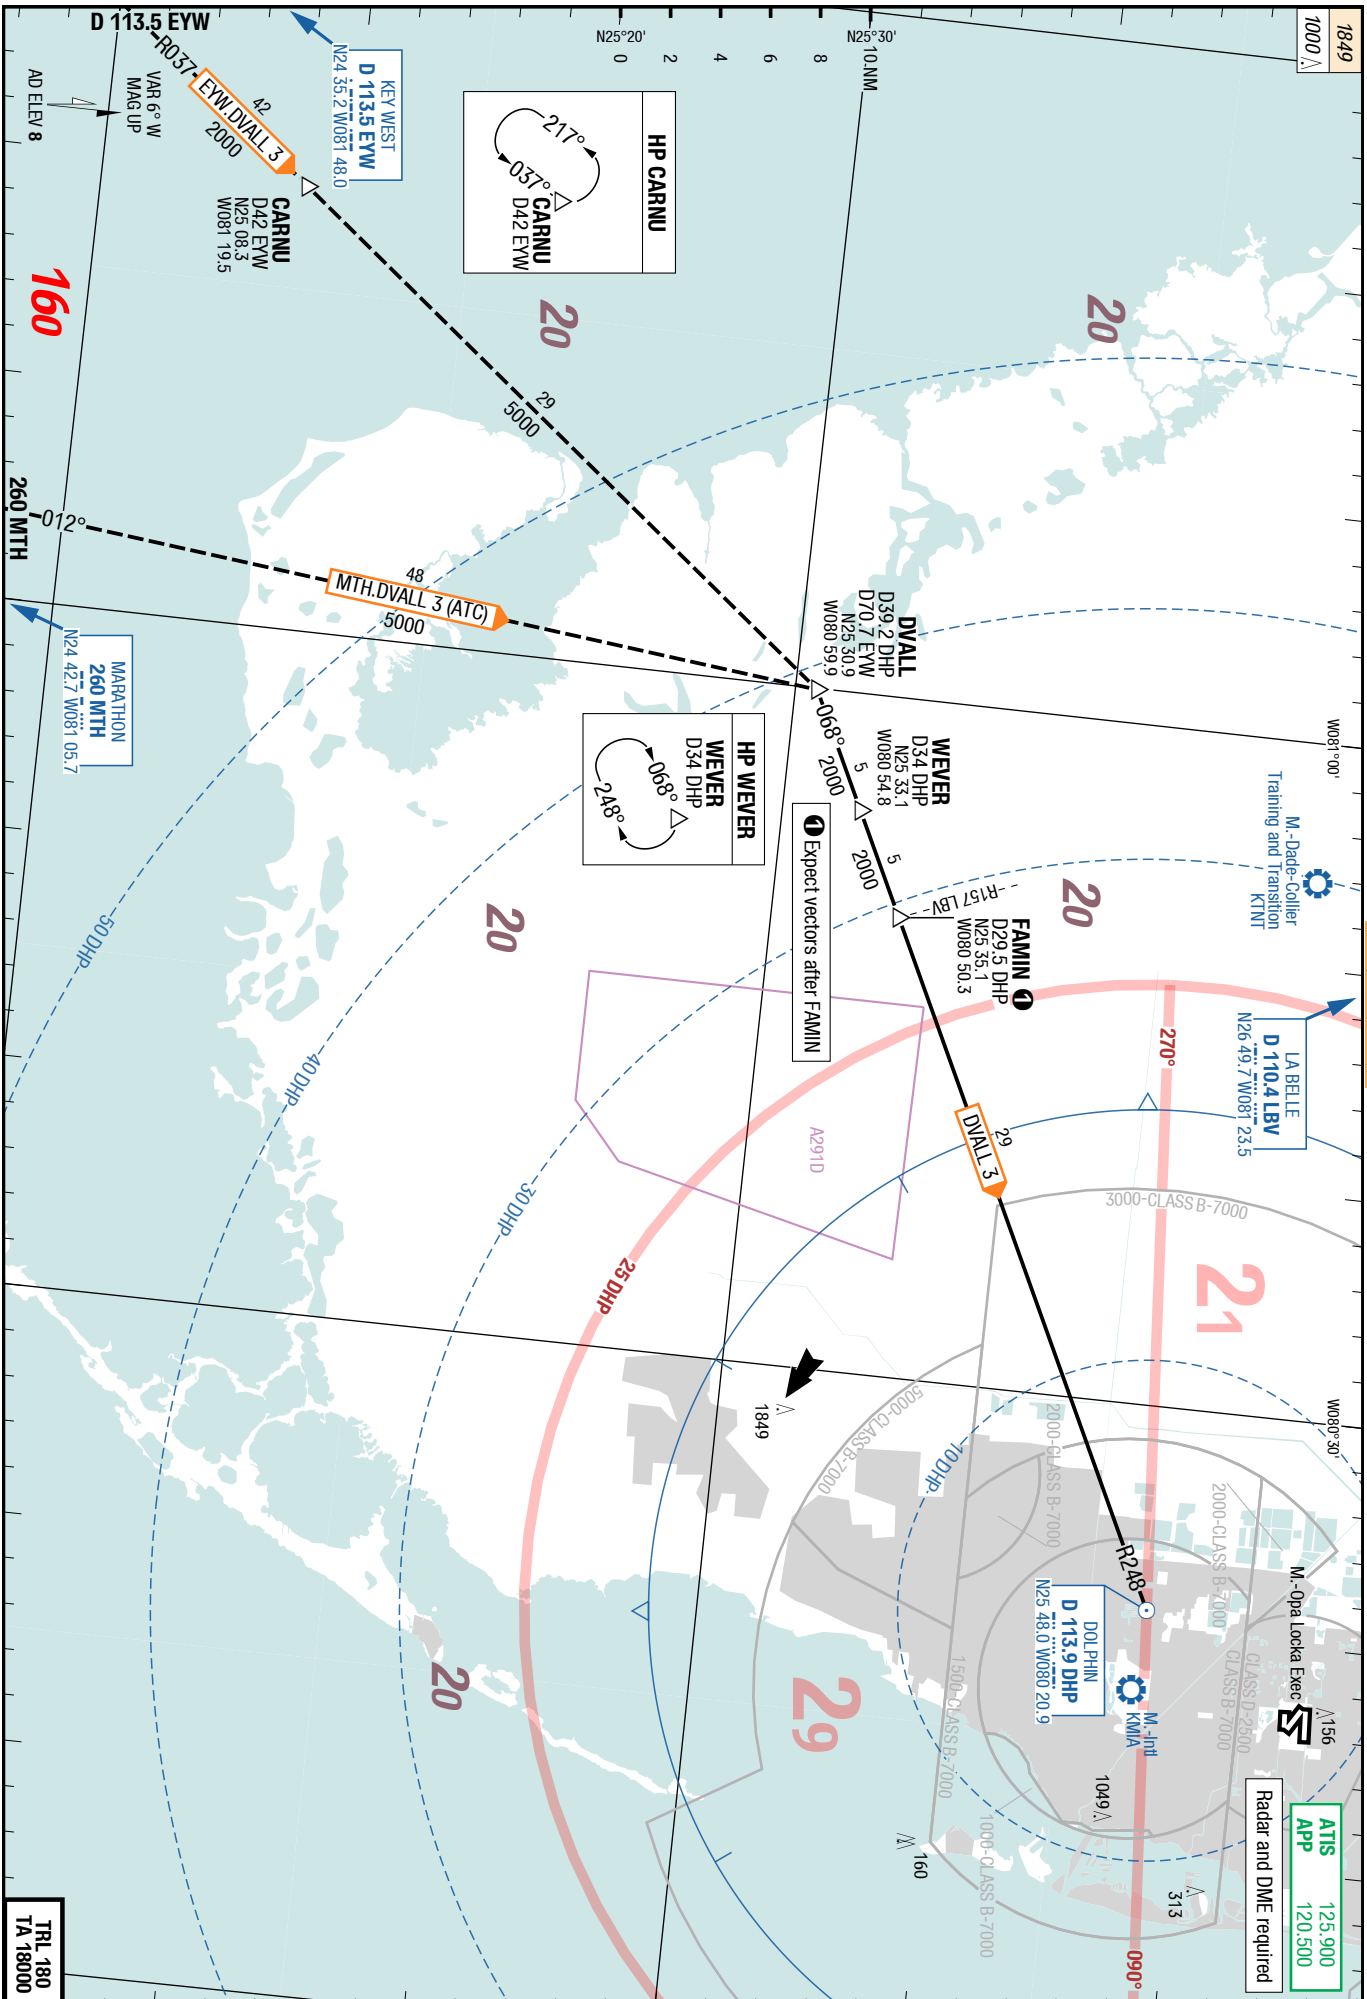 1849
1000
ATIS 125.900
APP 120.500
Radar and DME required
M.-Opa Locka Exec
156
313
1049
160
M.-Intl
KMIA
DOLPHIN
D 113.9 DHP
N25 48.0 W080 20.9
R248
090°
270°
LA BELLE
D 110.4 LBV
N26 49.7 W081 23.5
M.-Dade-Collier
Training and Transition
KTNT
W081°00'
W080°30'
N25°30'
N25°20'
10 NM
8
6
4
2
0
3000-CLASS B-7000
2000-CLASS B-7000
2000-CLASS B-7000
CLASS D-2500
CLASS B-7000
5000-CLASS B-7000
1500-CLASS B-7000
1000-CLASS B-7000
10 DHP
25 DHP
30 DHP
40 DHP
50 DHP
21
29
20
20
20
20
20
160
A291D
1849
DVALL 3
29
FAMIN 1
D29.5 DHP
N25 35.1
W080 50.3
R157 LBV
1 Expect vectors after FAMIN
5
2000
WEVER
D34 DHP
N25 33.1
W080 54.8
5
2000
068°
DVALL
D39.2 DHP
D70.7 EYW
N25 30.9
W080 59.9
HP WEVER
WEVER
D34 DHP
068°
248°
HP CARNU
217°
037°
CARNU
D42 EYW
29
5000
48
MTH.DVALL 3 (ATC)
5000
012°
260 MTH
MARATHON
260 MTH
N24 42.7 W081 05.7
CARNU
D42 EYW
N25 08.3
W081 19.5
42
EYW.DVALL 3
2000
R037
D 113.5 EYW
KEY WEST
D 113.5 EYW
N24 35.2 W081 48.0
VAR 6° W
MAG UP
AD ELEV 8
TRL 180
TA 18000